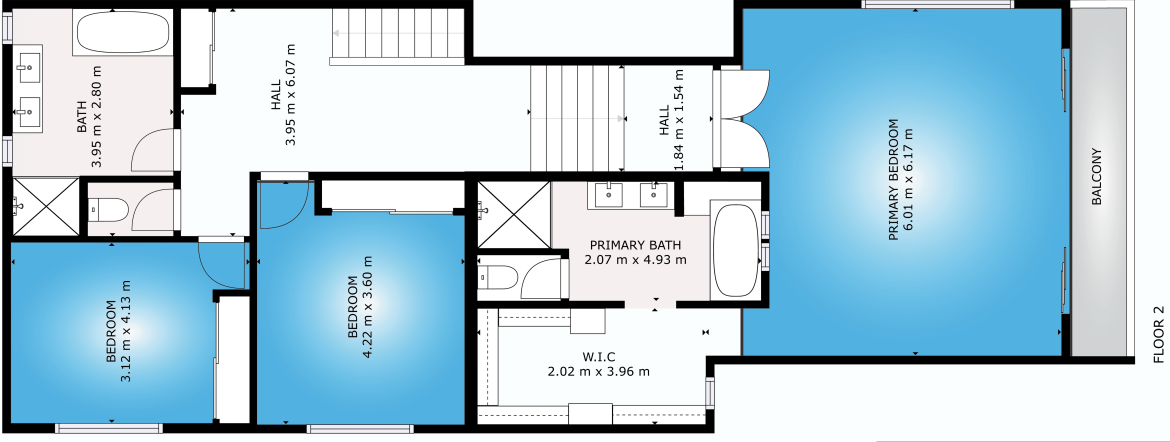 BATH
3.95 m x 2.80 m
HALL
3.95 m x 6.07 m
HALL
1.84 m x 1.54 m
PRIMARY BEDROOM
6.01 m x 6.17 m
BALCONY
BEDROOM
3.12 m x 4.13 m
BEDROOM
4.22 m x 3.60 m
PRIMARY BATH
2.07 m x 4.93 m
W.I.C
2.02 m x 3.96 m
FLOOR 2